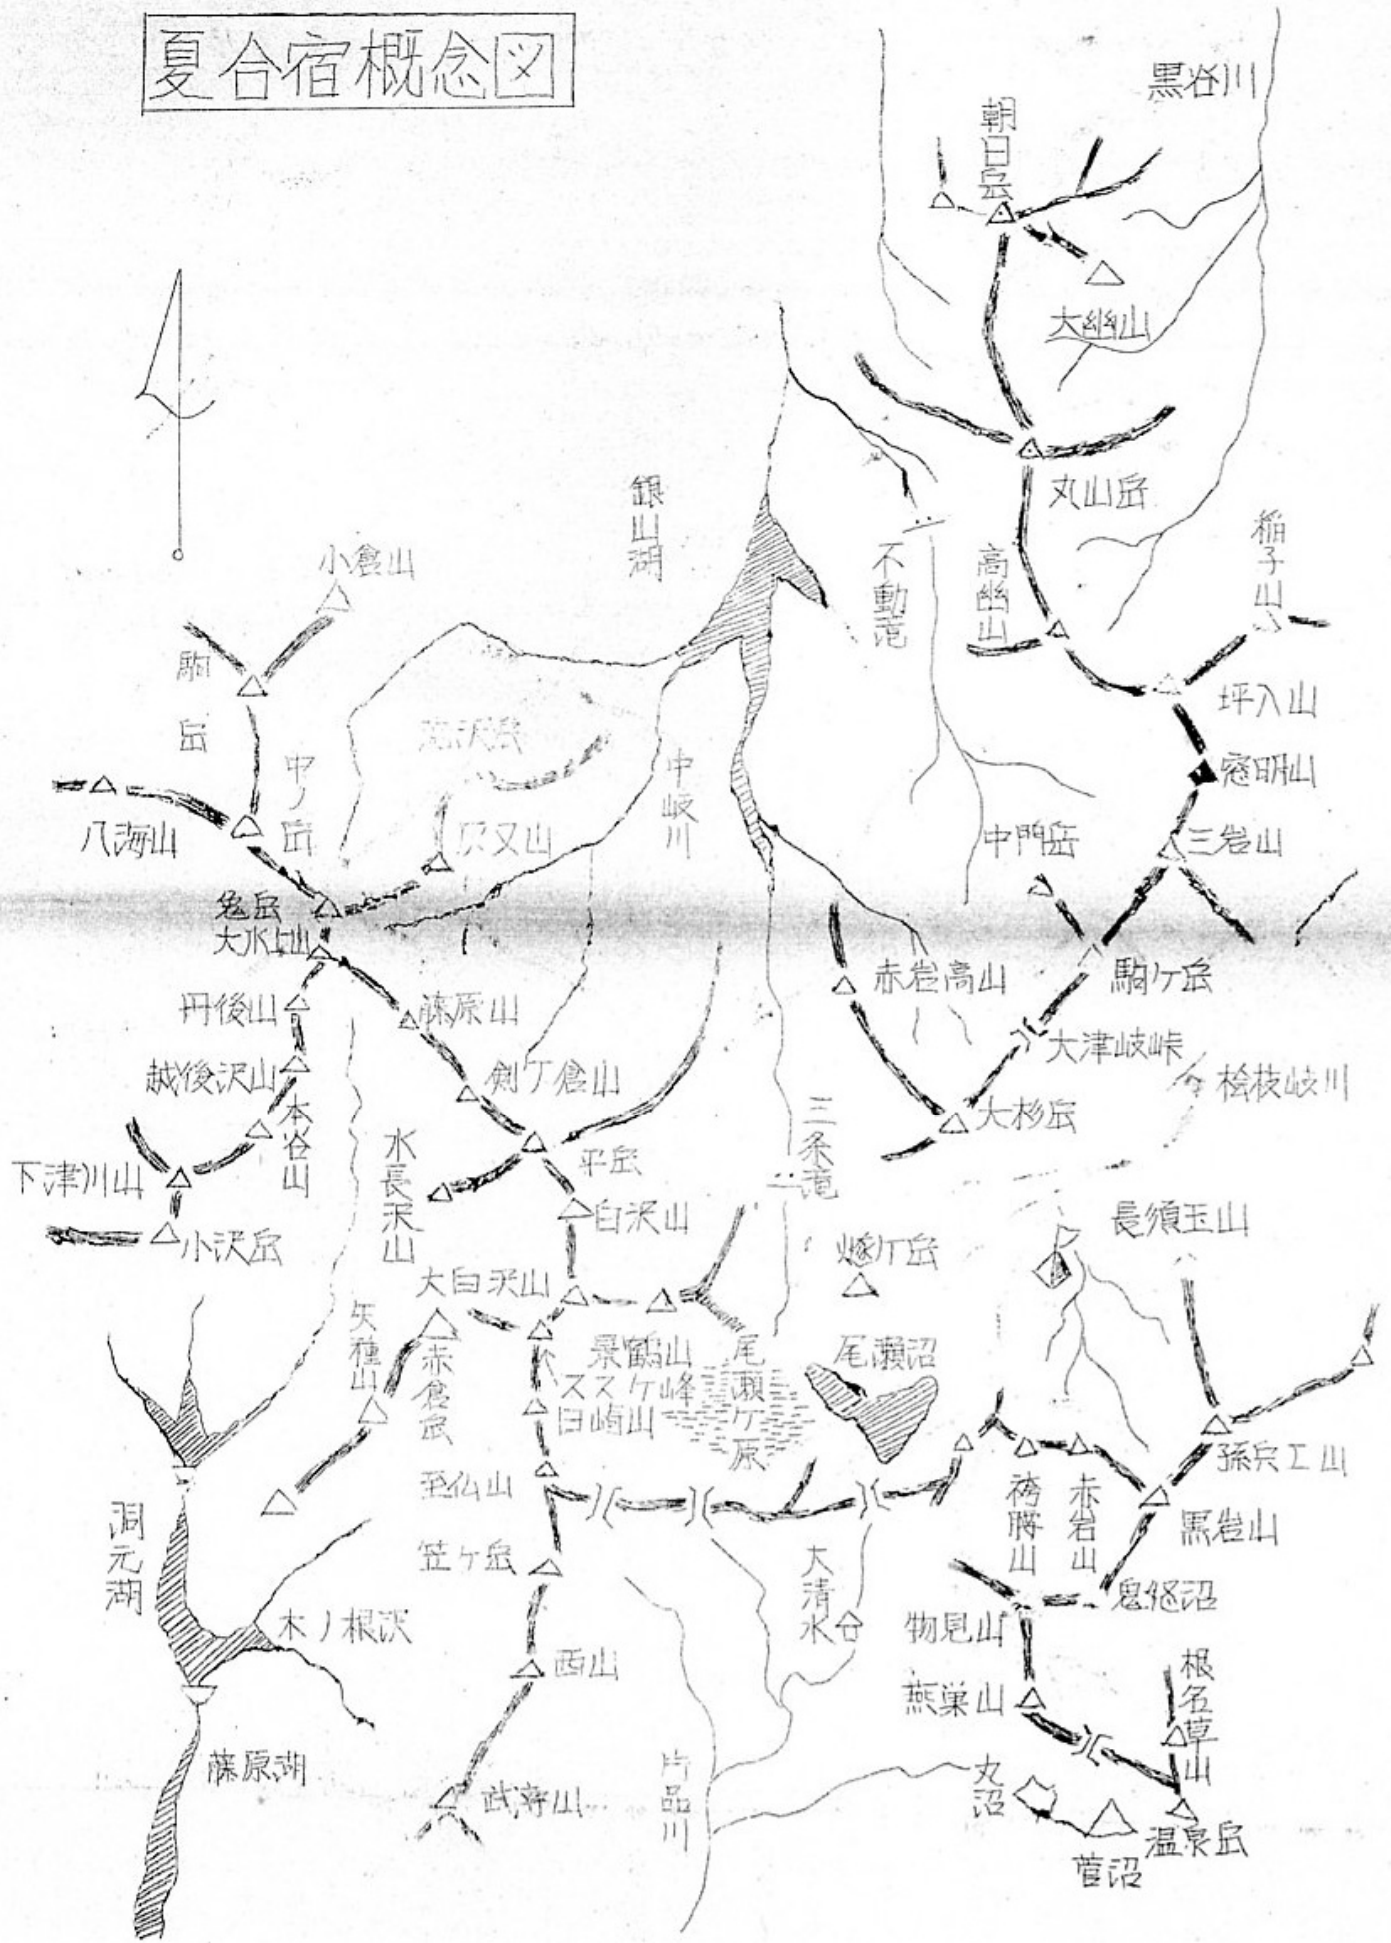 夏合宿概念図
黒谷川
朝日岳
大幽山
丸山岳
銀山湖
不動滝
高幽山
稲子山
小倉山
駒岳
中ノ岳
八海山
中岐川
坪入山
窓明山
三岩山
中門岳
兎岳
大水上山
丹後山
越後沢山
本谷山
下津川山
小沢岳
藤原山
剣ケ倉山
水長沢山
平岳
白沢山
大白沢山
三条滝
赤岩高山
駒ケ岳
大津岐峠
桧枝岐川
大杉岳
長須玉山
燧ケ岳
矢種山
赤倉岳
景鶴山
ススケ峰
尾瀬ケ原
尾瀬沼
至仏山
笠ケ岳
洞元湖
木ノ根沢
西山
藤原湖
武尊山
片品川
大清水
袴腰山
赤岩山
孫兵エ山
黒岩山
鬼怒沼
物見山
燕巣山
根名草山
丸沼
菅沼
温泉岳